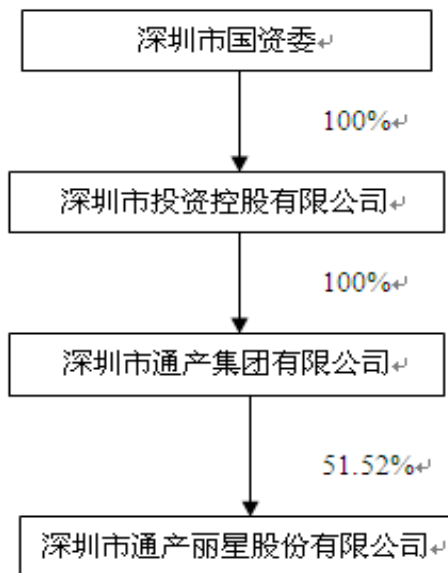 深圳市国资委
100%
深圳市投资控股有限公司
100%
深圳市通产集团有限公司
51.52%
深圳市通产丽星股份有限公司